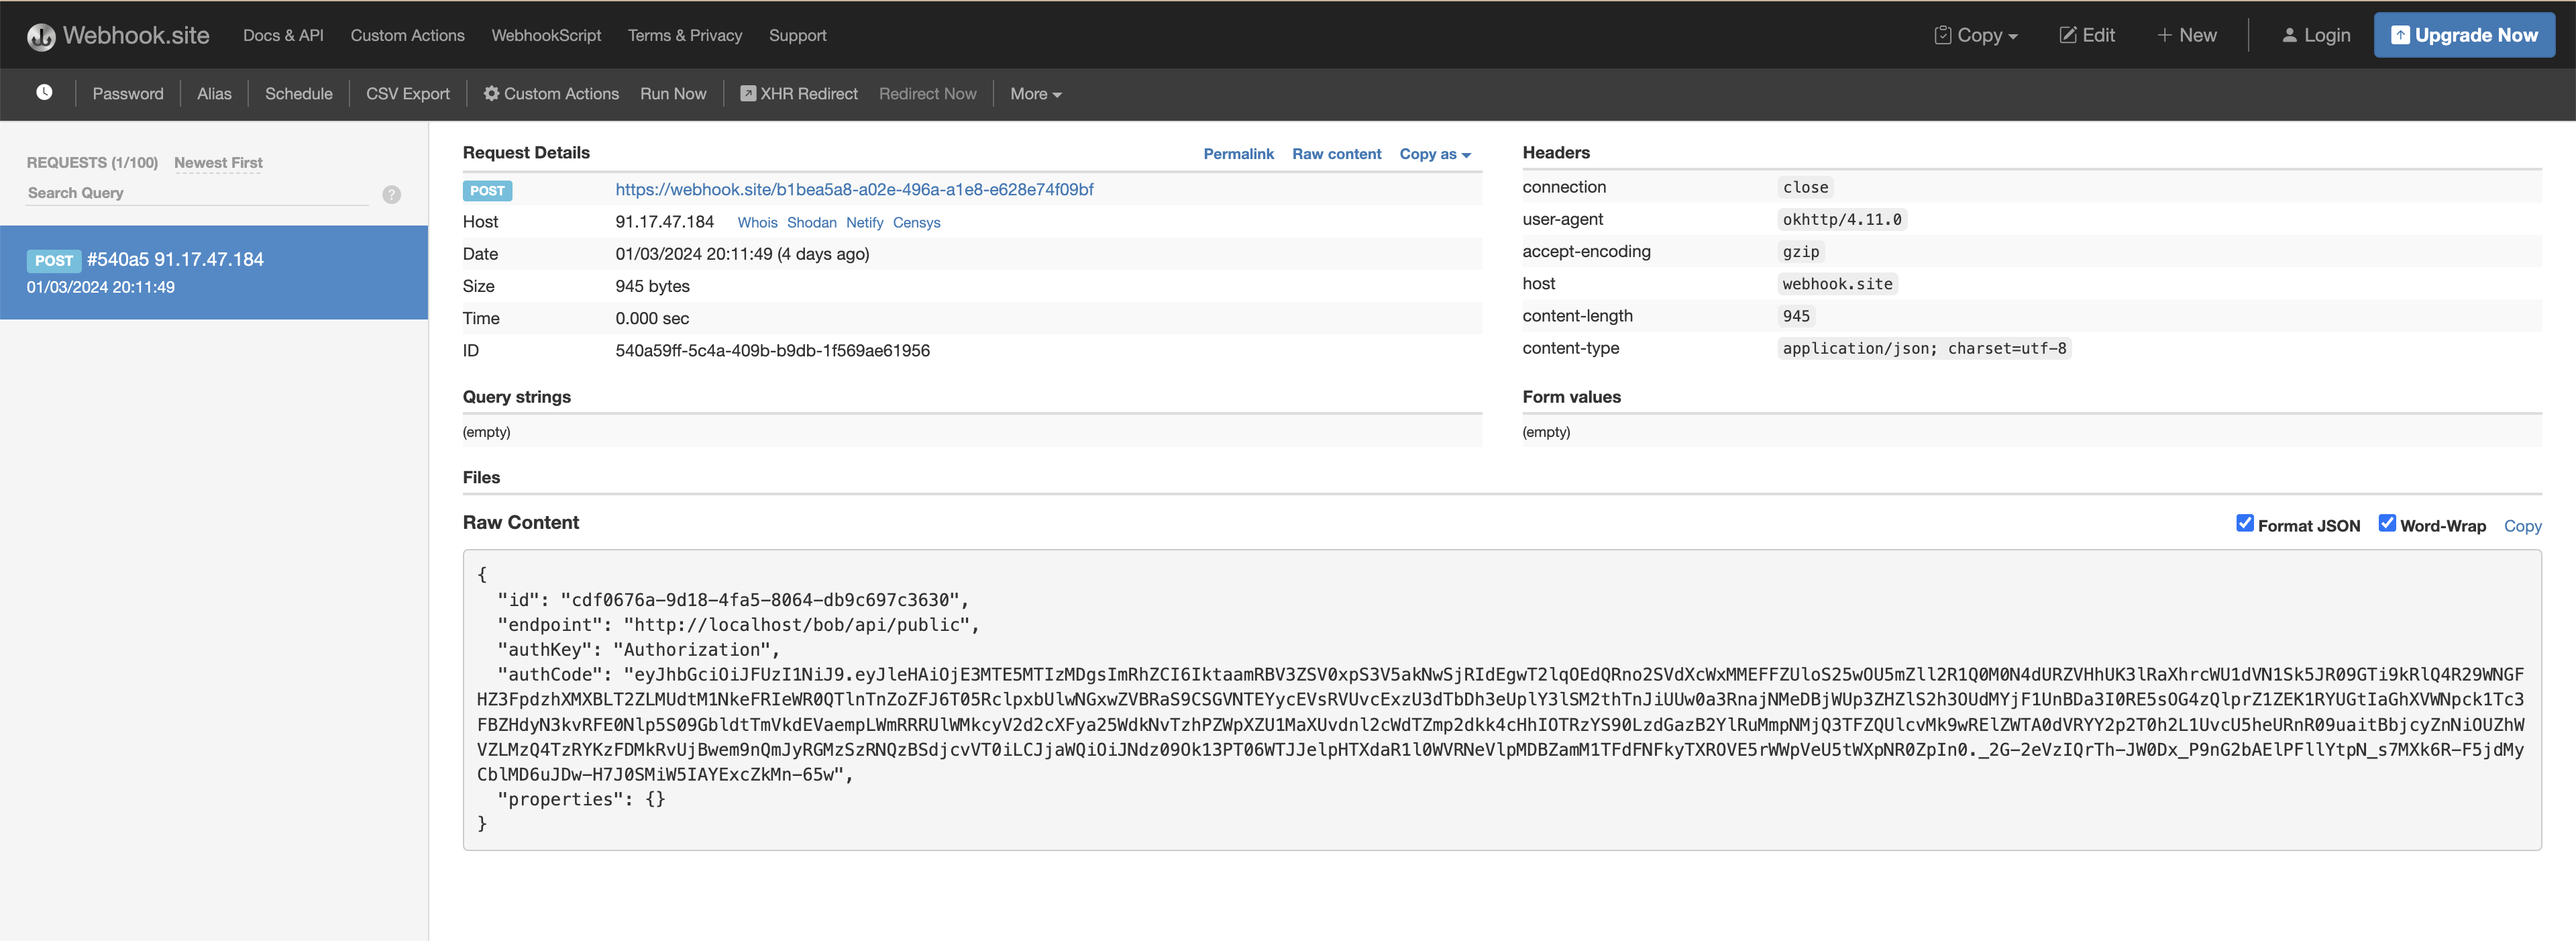 Webhook.site Docs & API Custom Actions WebhookScript Terms & Privacy Support Copy Edit + New Login Upgrade Now
Password Alias Schedule CSV Export Custom Actions Run Now XHR Redirect Redirect Now More
REQUESTS (1/100) Newest First
Search Query ?
POST #540a5 91.17.47.184
01/03/2024 20:11:49
Request Details Permalink Raw content Copy as
POST https://webhook.site/b1bea5a8-a02e-496a-a1e8-e628e74f09bf
Host 91.17.47.184 Whois Shodan Netify Censys
Date 01/03/2024 20:11:49 (4 days ago)
Size 945 bytes
Time 0.000 sec
ID 540a59ff-5c4a-409b-b9db-1f569ae61956
Headers
connection close
user-agent okhttp/4.11.0
accept-encoding gzip
host webhook.site
content-length 945
content-type application/json; charset=utf-8
Query strings
(empty)
Form values
(empty)
Files
Raw Content Format JSON Word-Wrap Copy
{
"id": "cdf0676a-9d18-4fa5-8064-db9c697c3630",
"endpoint": "http://localhost/bob/api/public",
"authKey": "Authorization",
"authCode":
"properties": {}
}